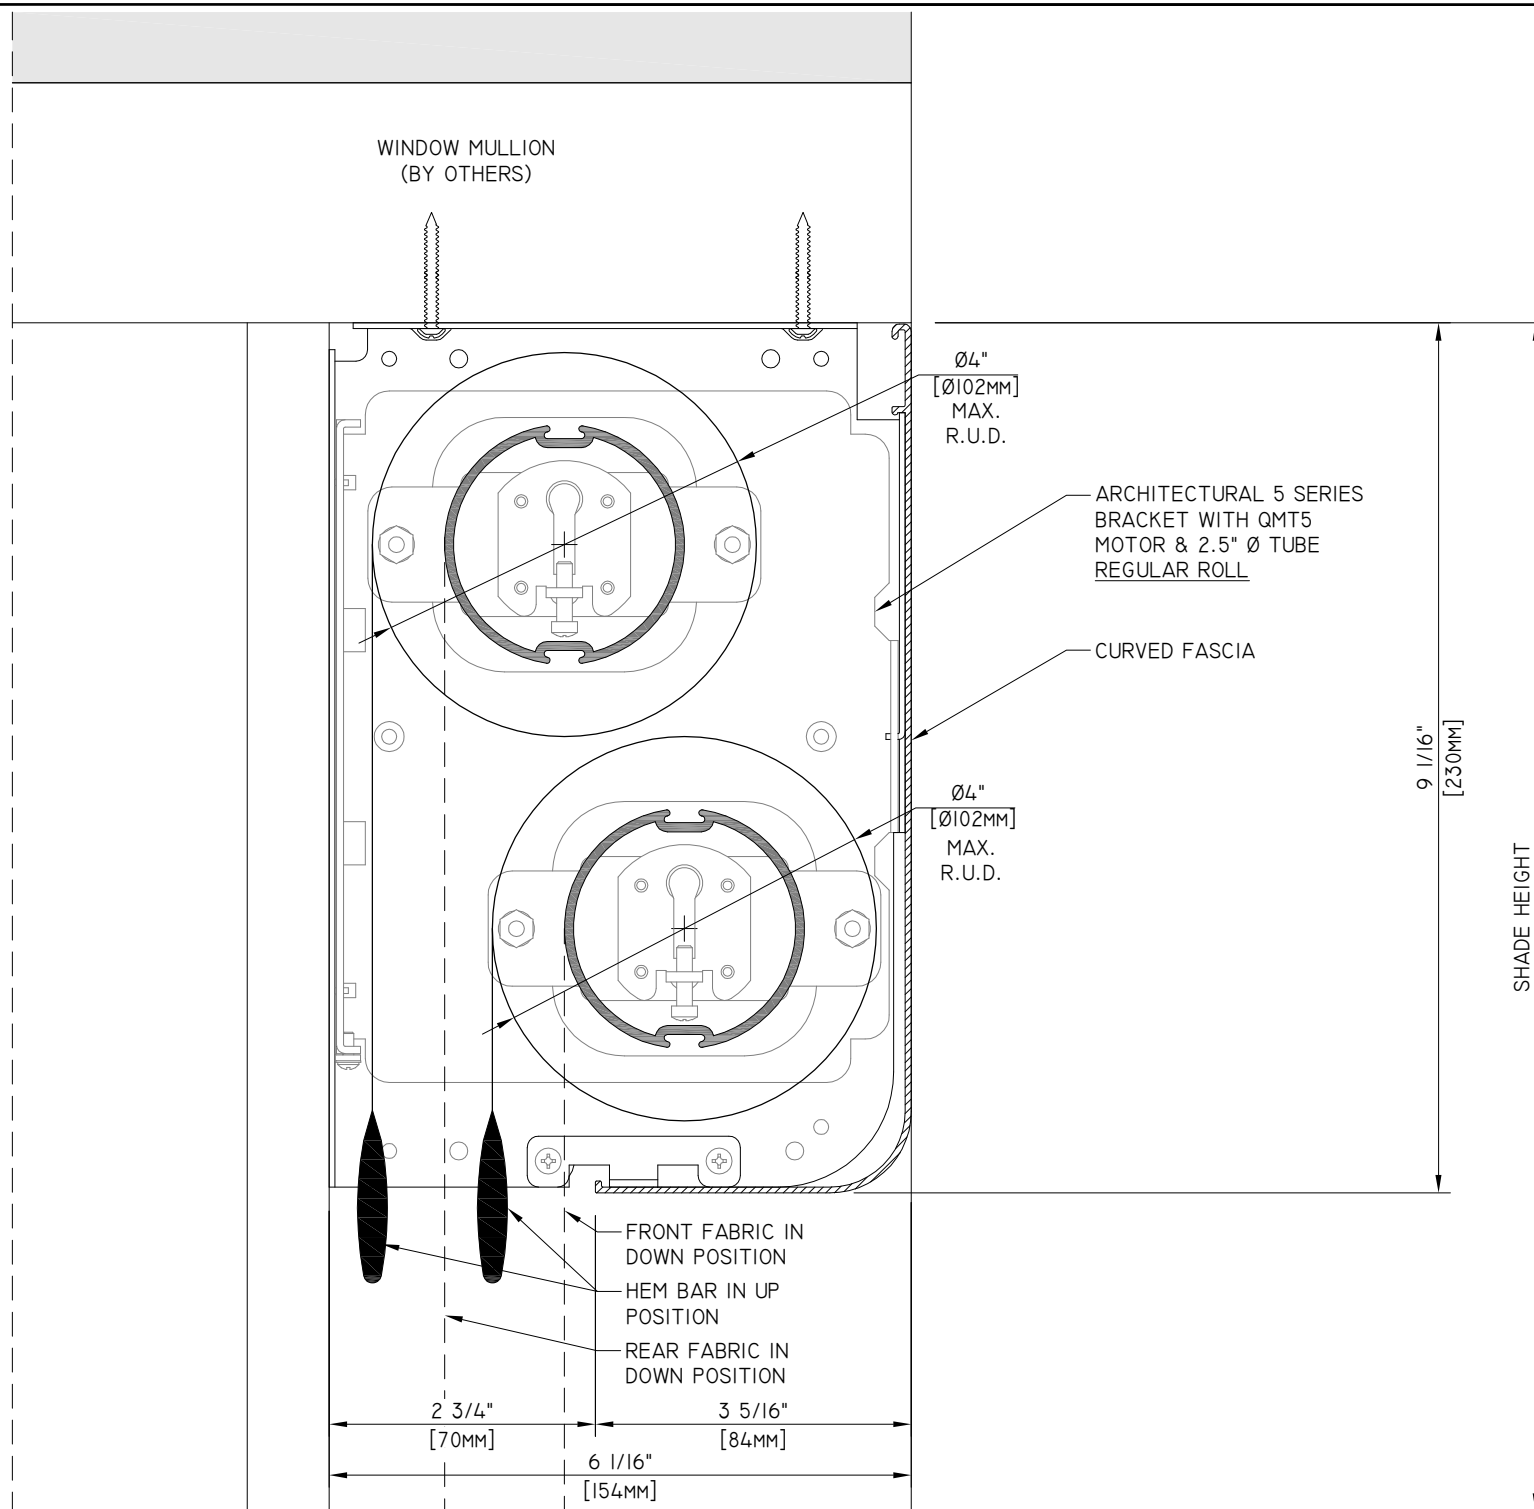 WINDOW MULLION
(BY OTHERS)
Ø4"
[Ø102MM]
MAX.
R.U.D.
ARCHITECTURAL 5 SERIES
BRACKET WITH QMT5
MOTOR & 2.5" Ø TUBE
REGULAR ROLL
CURVED FASCIA
9 1/16"
[230MM]
Ø4"
[Ø102MM]
MAX.
R.U.D.
SHADE HEIGHT
FRONT FABRIC IN
DOWN POSITION
HEM BAR IN UP
POSITION
REAR FABRIC IN
DOWN POSITION
2 3/4"
[70MM]
3 5/16"
[84MM]
6 1/16"
[154MM]